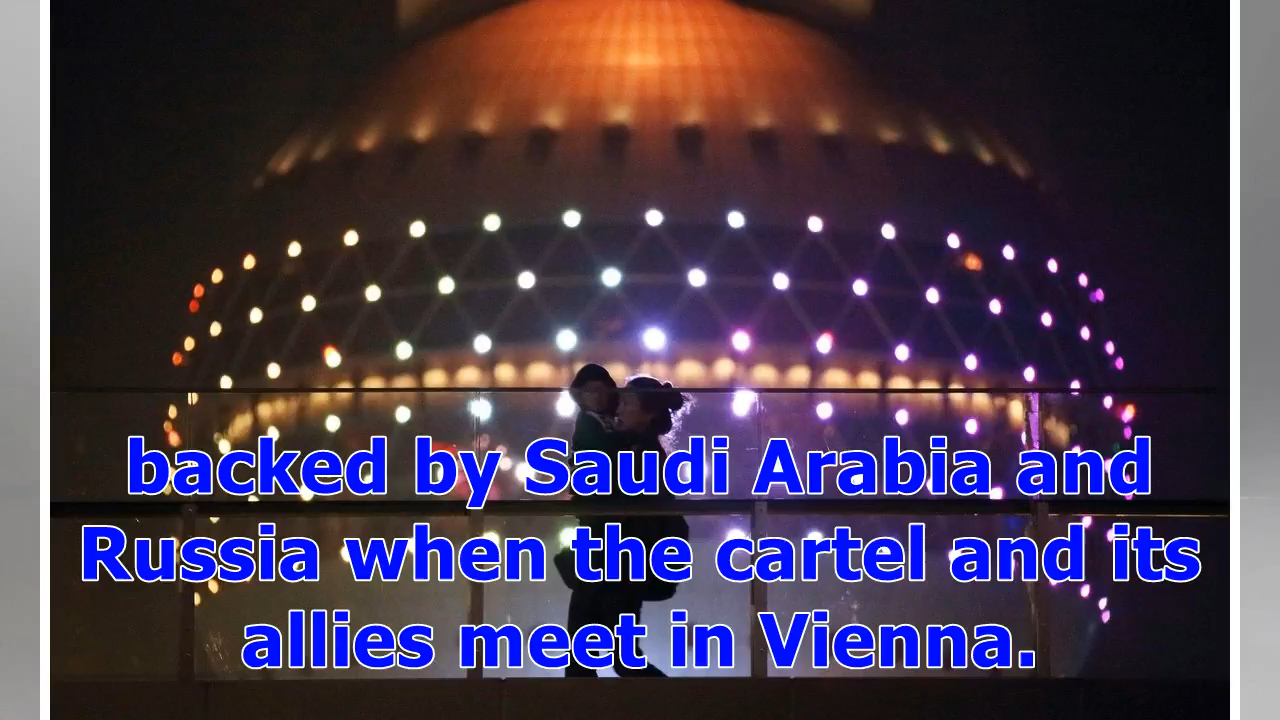 backed by Saudi Arabia and
Russia when the cartel and its
allies meet in Vienna.